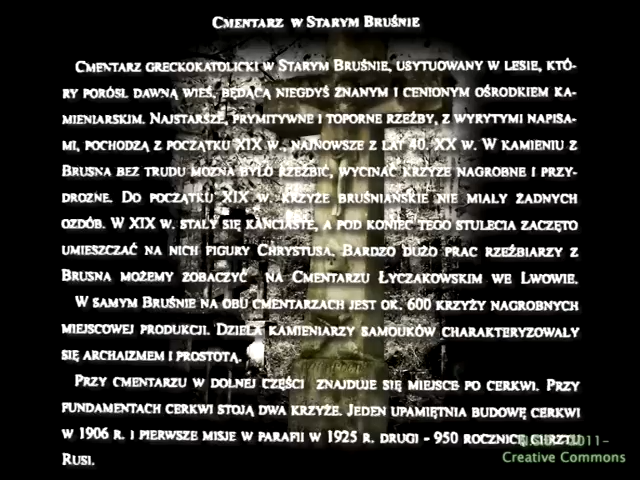 Cmentarz w Starym Bruśnie
Cmentarz greckokatolicki w Starym Bruśnie, usytuowany w lesie, któ-
ry porósł dawną wieś, będącą niegdyś znanym i cenionym ośrodkiem ka-
mieniarskim. Najstarsze, prymitywne i toporne rzeźby, z wyrytymi napisa-
mi, pochodzą z początku XIX w., najnowsze z lat 40. XX w. W kamieniu z
Brusna bez trudu można było rzeźbić, wycinać krzyże nagrobne i przy-
drożne. Do początku XIX w. krzyże bruśniańskie nie miały żadnych
ozdób. W XIX w. stały się kanciaste, a pod koniec tego stulecia zaczęto
umieszczać na nich figury Chrystusa. Bardzo dużo prac rzeźbiarzy z
Brusna możemy zobaczyć na Cmentarzu Łyczakowskim we Lwowie.
W samym Bruśnie na obu cmentarzach jest ok. 600 krzyży nagrobnych
miejscowej produkcji. Dzieła kamieniarzy samouków charakteryzowały
się archaizmem i prostotą.
Przy cmentarzu w dolnej części znajduje się miejsce po cerkwi. Przy
fundamentach cerkwi stoją dwa krzyże. Jeden upamiętnia budowę cerkwi
w 1906 r. i pierwsze misje w parafii w 1925 r. drugi - 950 rocznicę chrztu
Rusi.
2011-
Creative Commons